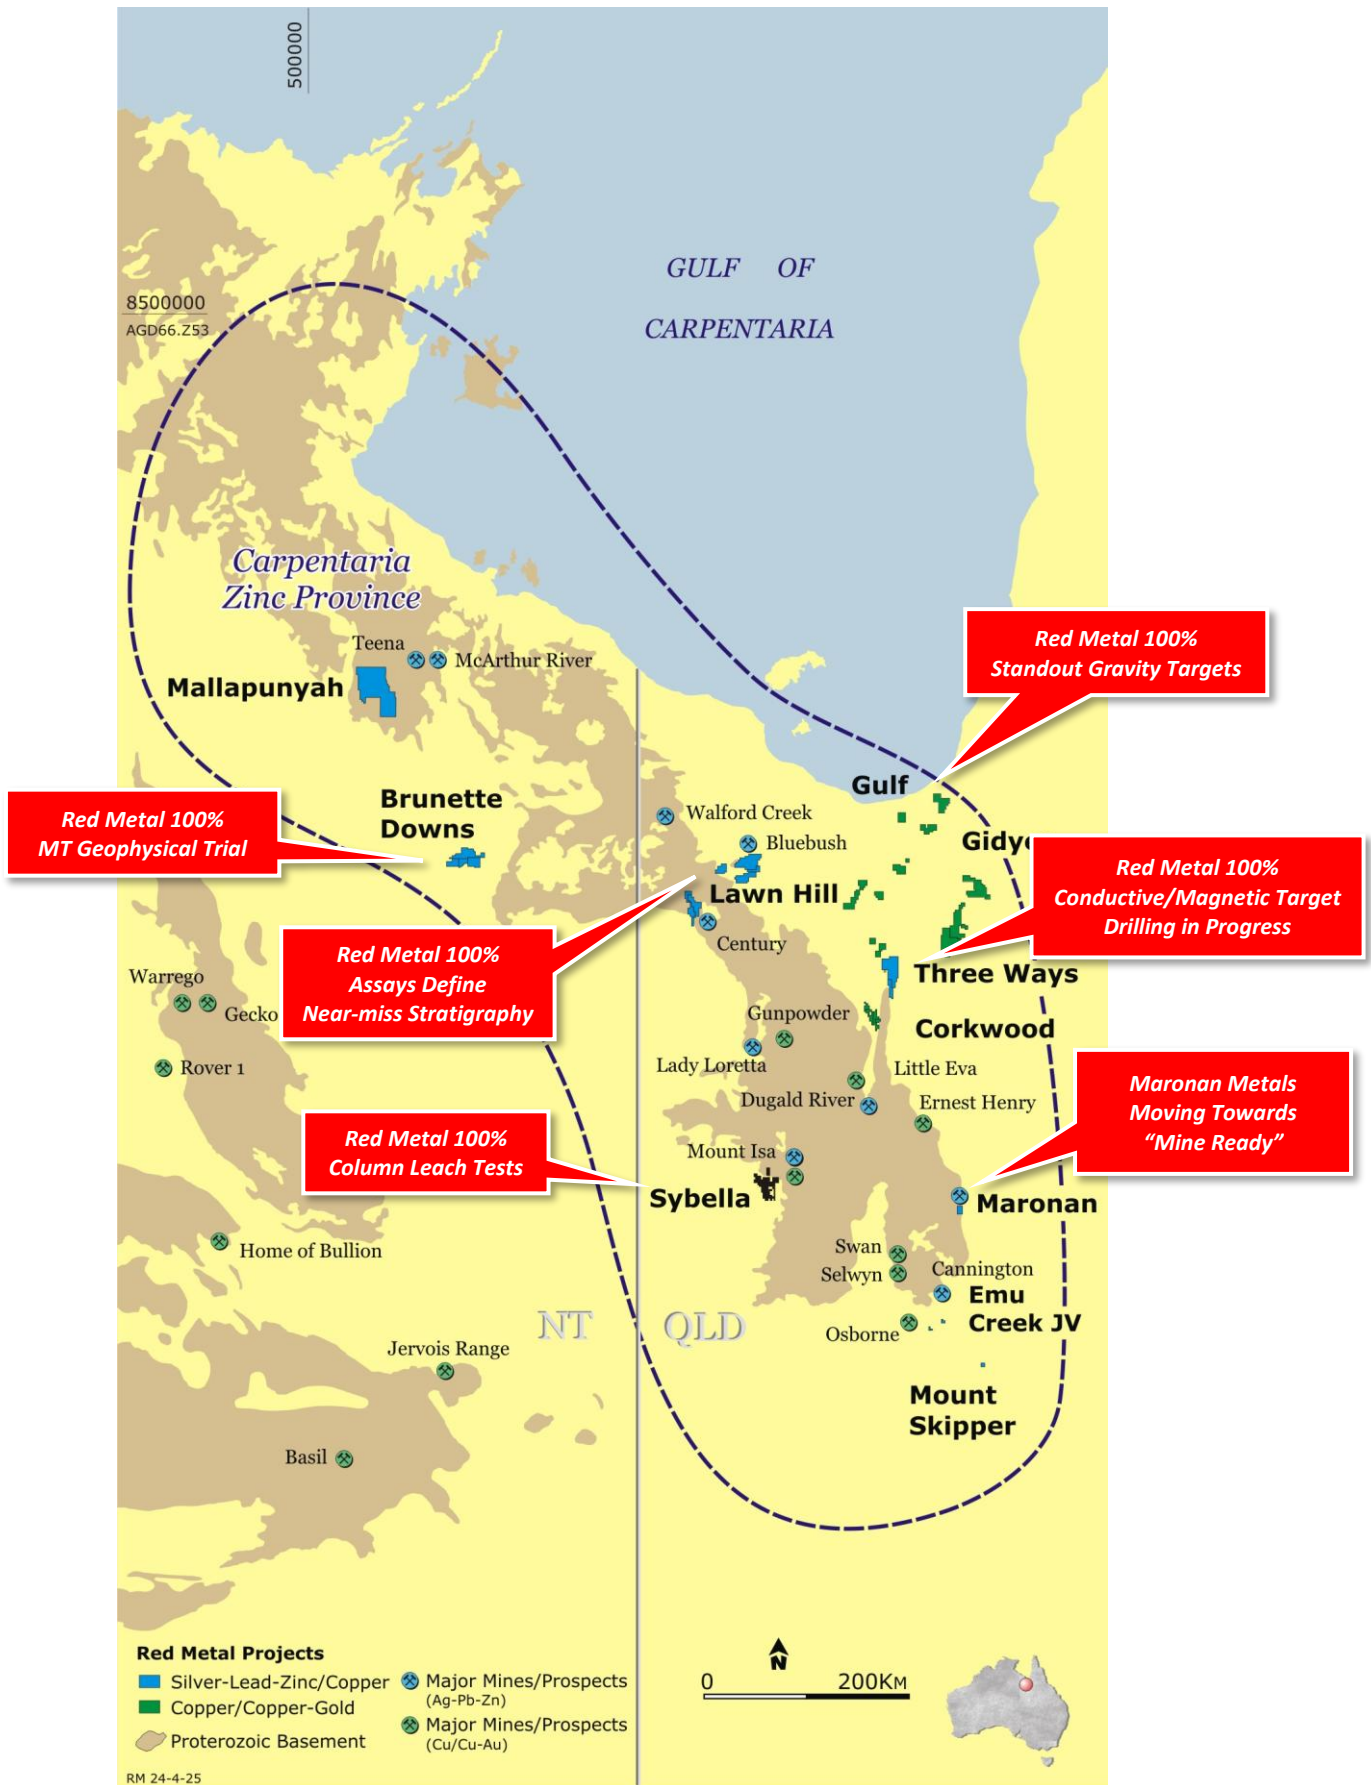 500000
GULF OF
CARPENTARIA
8500000
AGD66.Z53
Carpentaria
Zinc Province
Teena
McArthur River
Mallapunyah
Red Metal 100%
Standout Gravity Targets
Gulf
Brunette
Downs
Red Metal 100%
MT Geophysical Trial
Walford Creek
Bluebush
Lawn Hill
Century
Red Metal 100%
Conductive/Magnetic Target
Drilling in Progress
Red Metal 100%
Assays Define
Near-miss Stratigraphy
Three Ways
Corkwood
Warrego
Gecko
Rover 1
Gunpowder
Lady Loretta
Little Eva
Dugald River
Ernest Henry
Maronan Metals
Moving Towards
“Mine Ready”
Red Metal 100%
Column Leach Tests
Mount Isa
Sybella
Maronan
Home of Bullion
Swan
Selwyn
Cannington
Emu
Creek JV
Osborne
NT
QLD
Jervois Range
Mount
Skipper
Basil
Red Metal Projects
Silver-Lead-Zinc/Copper
Copper/Copper-Gold
Proterozoic Basement
Major Mines/Prospects
(Ag-Pb-Zn)
Major Mines/Prospects
(Cu/Cu-Au)
N
0 200KM
RM 24-4-25